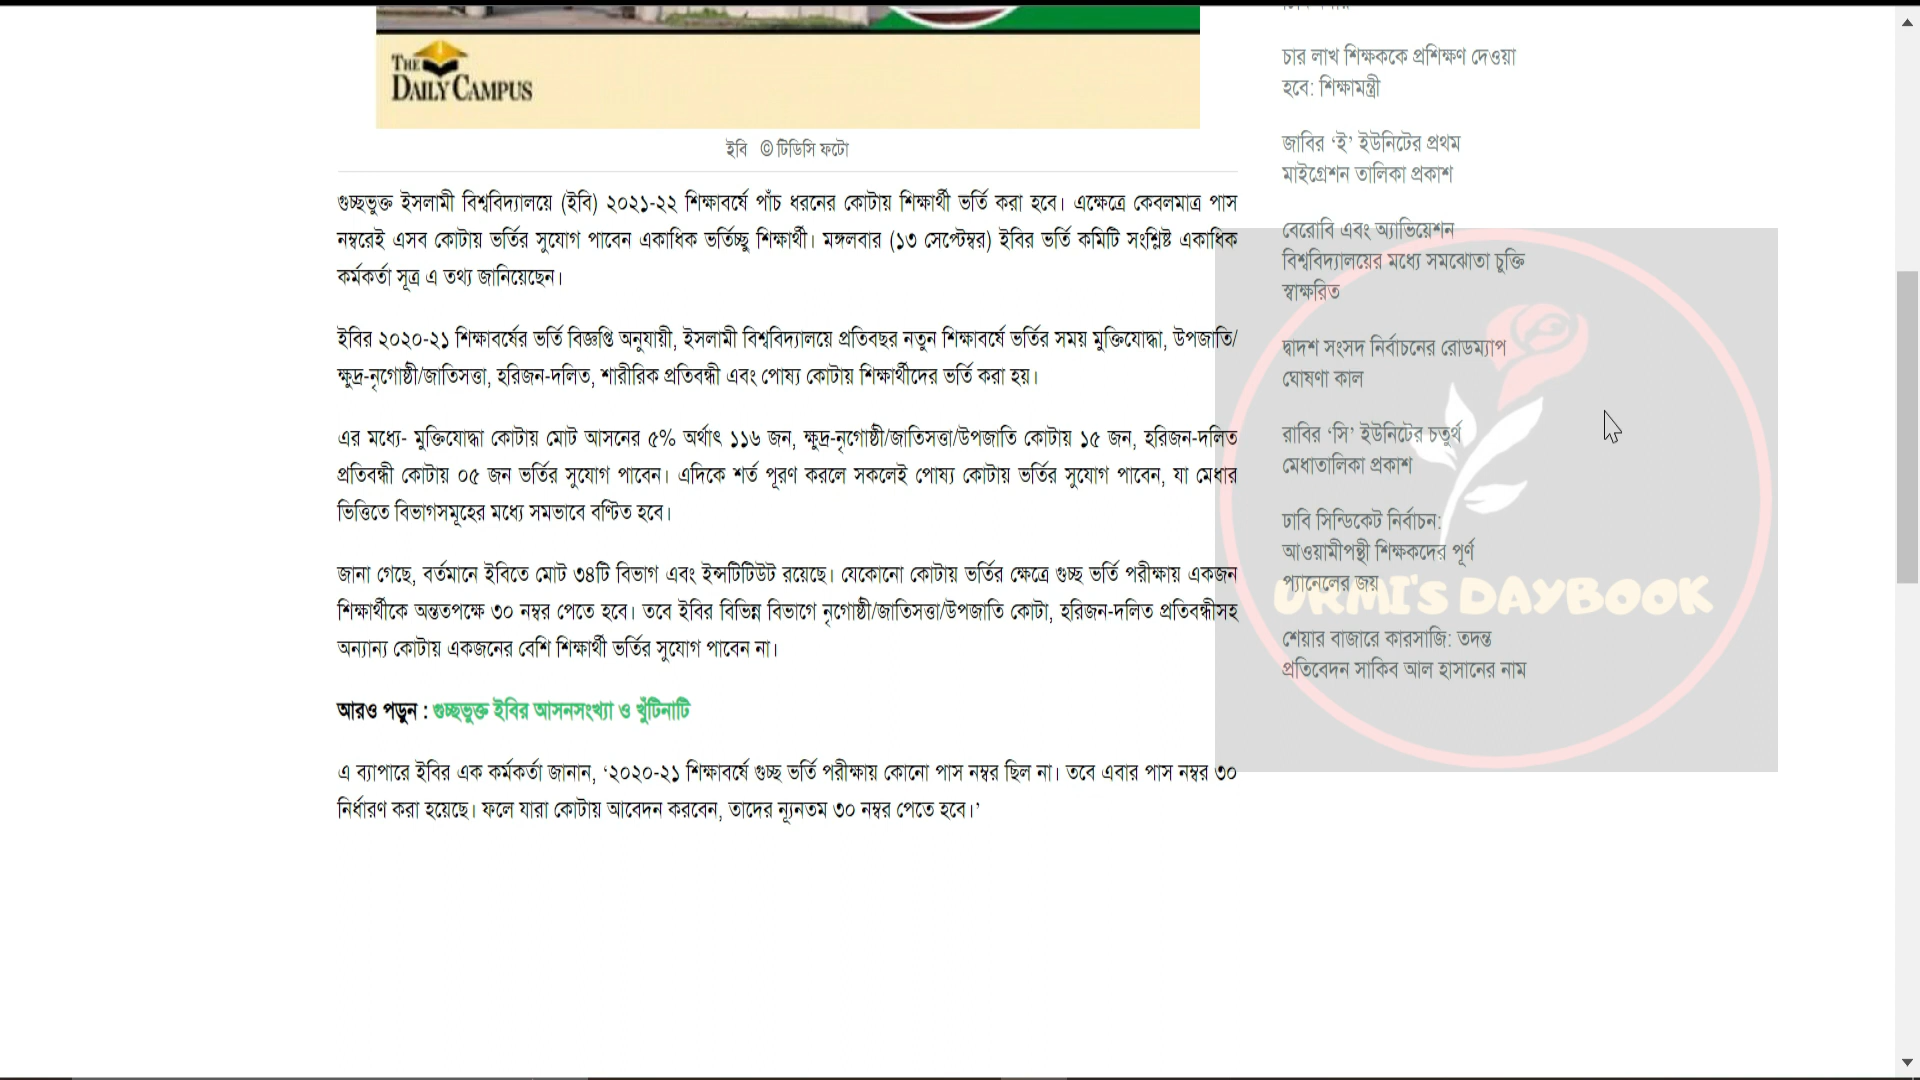 THE
DAILY CAMPUS
ইবি © টিডিসি ফটো
গুচ্ছভুক্ত ইসলামী বিশ্ববিদ্যালয়ে (ইবি) ২০২১-২২ শিক্ষাবর্ষে পাঁচ ধরনের কোটায় শিক্ষার্থী ভর্তি করা হবে। এক্ষেত্রে কেবলমাত্র পাস
নম্বরেই এসব কোটায় ভর্তির সুযোগ পাবেন একাধিক ভর্তিচ্ছু শিক্ষার্থী। মঙ্গলবার (১৩ সেপ্টেম্বর) ইবির ভর্তি কমিটি সংশ্লিষ্ট একাধিক
কর্মকর্তা সূত্র এ তথ্য জানিয়েছেন।
ইবির ২০২০-২১ শিক্ষাবর্ষের ভর্তি বিজ্ঞপ্তি অনুযায়ী, ইসলামী বিশ্ববিদ্যালয়ে প্রতিবছর নতুন শিক্ষাবর্ষে ভর্তির সময় মুক্তিযোদ্ধা, উপজাতি/
ক্ষুদ্র-নৃগোষ্ঠী/জাতিসত্তা, হরিজন-দলিত, শারীরিক প্রতিবন্ধী এবং পোষ্য কোটায় শিক্ষার্থীদের ভর্তি করা হয়।
এর মধ্যে- মুক্তিযোদ্ধা কোটায় মোট আসনের ৫% অর্থাৎ ১১৬ জন, ক্ষুদ্র-নৃগোষ্ঠী/জাতিসত্তা/উপজাতি কোটায় ১৫ জন, হরিজন-দলিত
প্রতিবন্ধী কোটায় ০৫ জন ভর্তির সুযোগ পাবেন। এদিকে শর্ত পূরণ করলে সকলেই পোষ্য কোটায় ভর্তির সুযোগ পাবেন, যা মেধার
ভিত্তিতে বিভাগসমূহের মধ্যে সমভাবে বণ্টিত হবে।
জানা গেছে, বর্তমানে ইবিতে মোট ৩৪টি বিভাগ এবং ইন্সটিটিউট রয়েছে। যেকোনো কোটায় ভর্তির ক্ষেত্রে গুচ্ছ ভর্তি পরীক্ষায় একজন
শিক্ষার্থীকে অন্ততপক্ষে ৩০ নম্বর পেতে হবে। তবে ইবির বিভিন্ন বিভাগে নৃগোষ্ঠী/জাতিসত্তা/উপজাতি কোটা, হরিজন-দলিত প্রতিবন্ধীসহ
অন্যান্য কোটায় একজনের বেশি শিক্ষার্থী ভর্তির সুযোগ পাবেন না।
আরও পড়ুন : গুচ্ছভুক্ত ইবির আসনসংখ্যা ও খুঁটিনাটি
এ ব্যাপারে ইবির এক কর্মকর্তা জানান, ‘২০২০-২১ শিক্ষাবর্ষে গুচ্ছ ভর্তি পরীক্ষায় কোনো পাস নম্বর ছিল না। তবে এবার পাস নম্বর ৩০
নির্ধারণ করা হয়েছে। ফলে যারা কোটায় আবেদন করবেন, তাদের ন্যূনতম ৩০ নম্বর পেতে হবে।’
চার লাখ শিক্ষককে প্রশিক্ষণ দেওয়া
হবে: শিক্ষামন্ত্রী
জাবির ‘ই’ ইউনিটের প্রথম
মাইগ্রেশন তালিকা প্রকাশ
বেরোবি এবং অ্যাভিয়েশন
বিশ্ববিদ্যালয়ের মধ্যে সমঝোতা চুক্তি
স্বাক্ষরিত
দ্বাদশ সংসদ নির্বাচনের রোডম্যাপ
ঘোষণা কাল
রাবির ‘সি’ ইউনিটের চতুর্থ
মেধাতালিকা প্রকাশ
ঢাবি সিন্ডিকেট নির্বাচন:
আওয়ামীপন্থী শিক্ষকদের পূর্ণ
প্যানেলের জয়
URMI's DAYBOOK
শেয়ার বাজারে কারসাজি: তদন্ত
প্রতিবেদন সাকিব আল হাসানের নাম